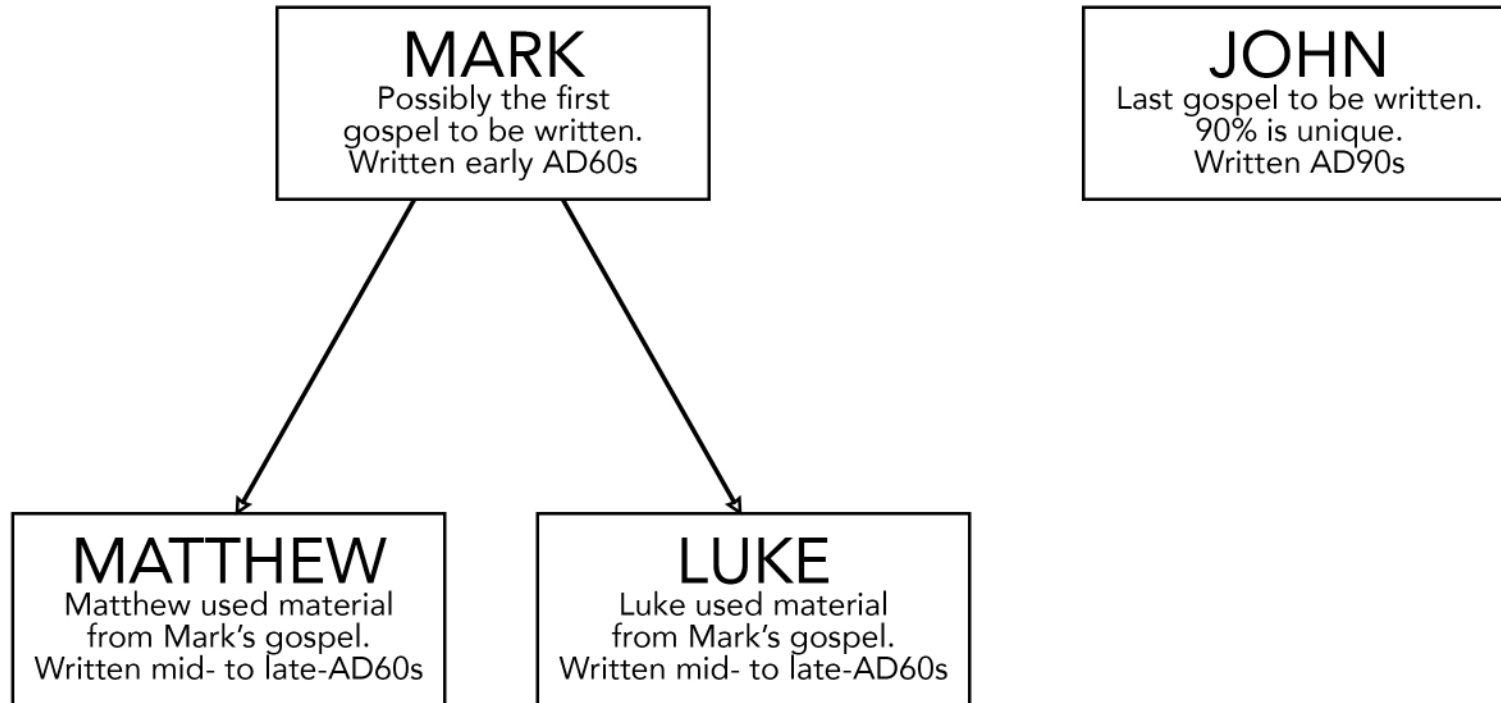 MARK
Possibly the first
gospel to be written.
Written early AD60s
JOHN
Last gospel to be written.
90% is unique.
Written AD90s
MATTHEW
Matthew used material
from Mark’s gospel.
Written mid- to late-AD60s
LUKE
Luke used material
from Mark’s gospel.
Written mid- to late-AD60s